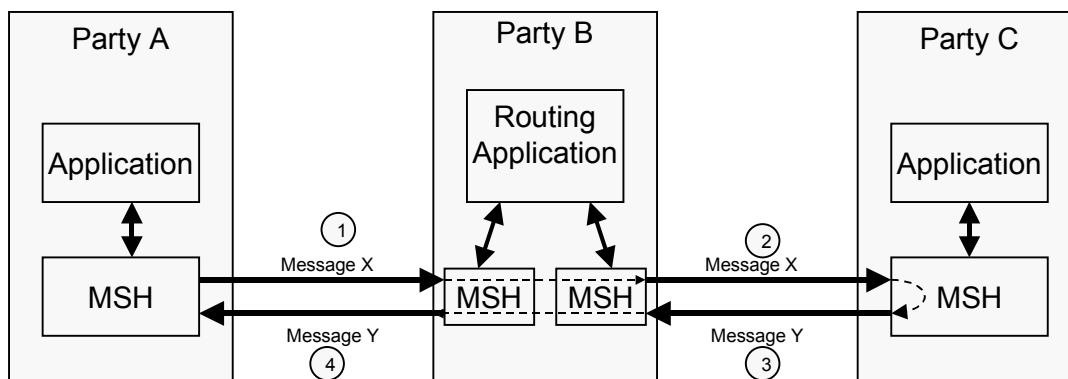 Party A
Party B
Party C
Routing
Application
Application
Application
1
2
Message X
Message X
MSH
MSH
MSH
MSH
Message Y
Message Y
4
3